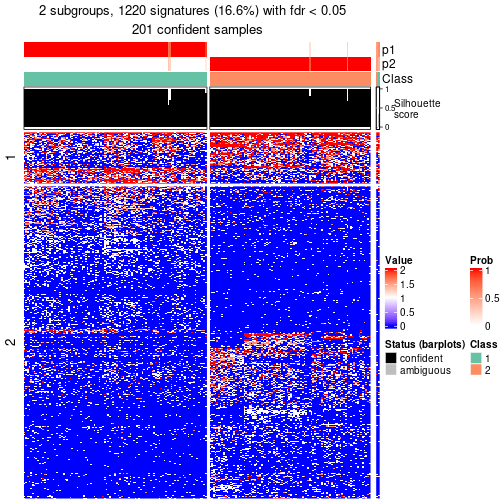 2 subgroups, 1220 signatures (16.6%) with fdr < 0.05
201 confident samples
p1
p2
Class
1
0.5
0
Silhouette
score
1
2
Value
2
1.5
1
0.5
0
Prob
1
0.5
0
Status (barplots)
confident
ambiguous
Class
1
2